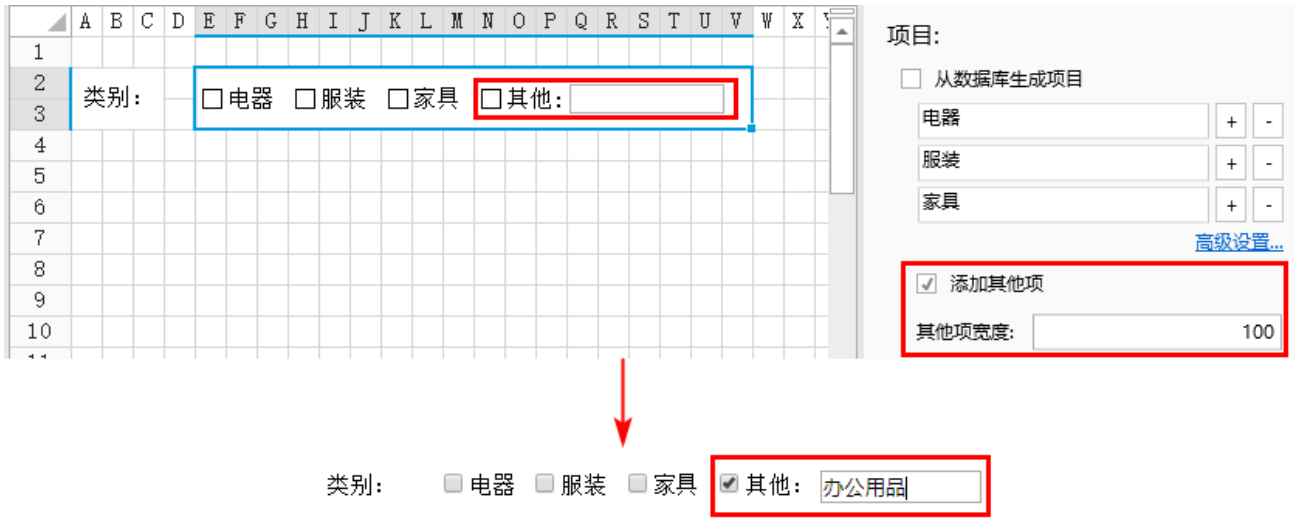 A B C D E F G H I J K L M N O P Q R S T U V W X
1
2
3
类别：
电器 服装 家具 其他：
4
5
6
7
8
9
10
项目:
从数据库生成项目
电器 + -
服装 + -
家具 + -
高级设置...
添加其他项
其他项宽度: 100
类别： 电器 服装 家具 其他： 办公用品